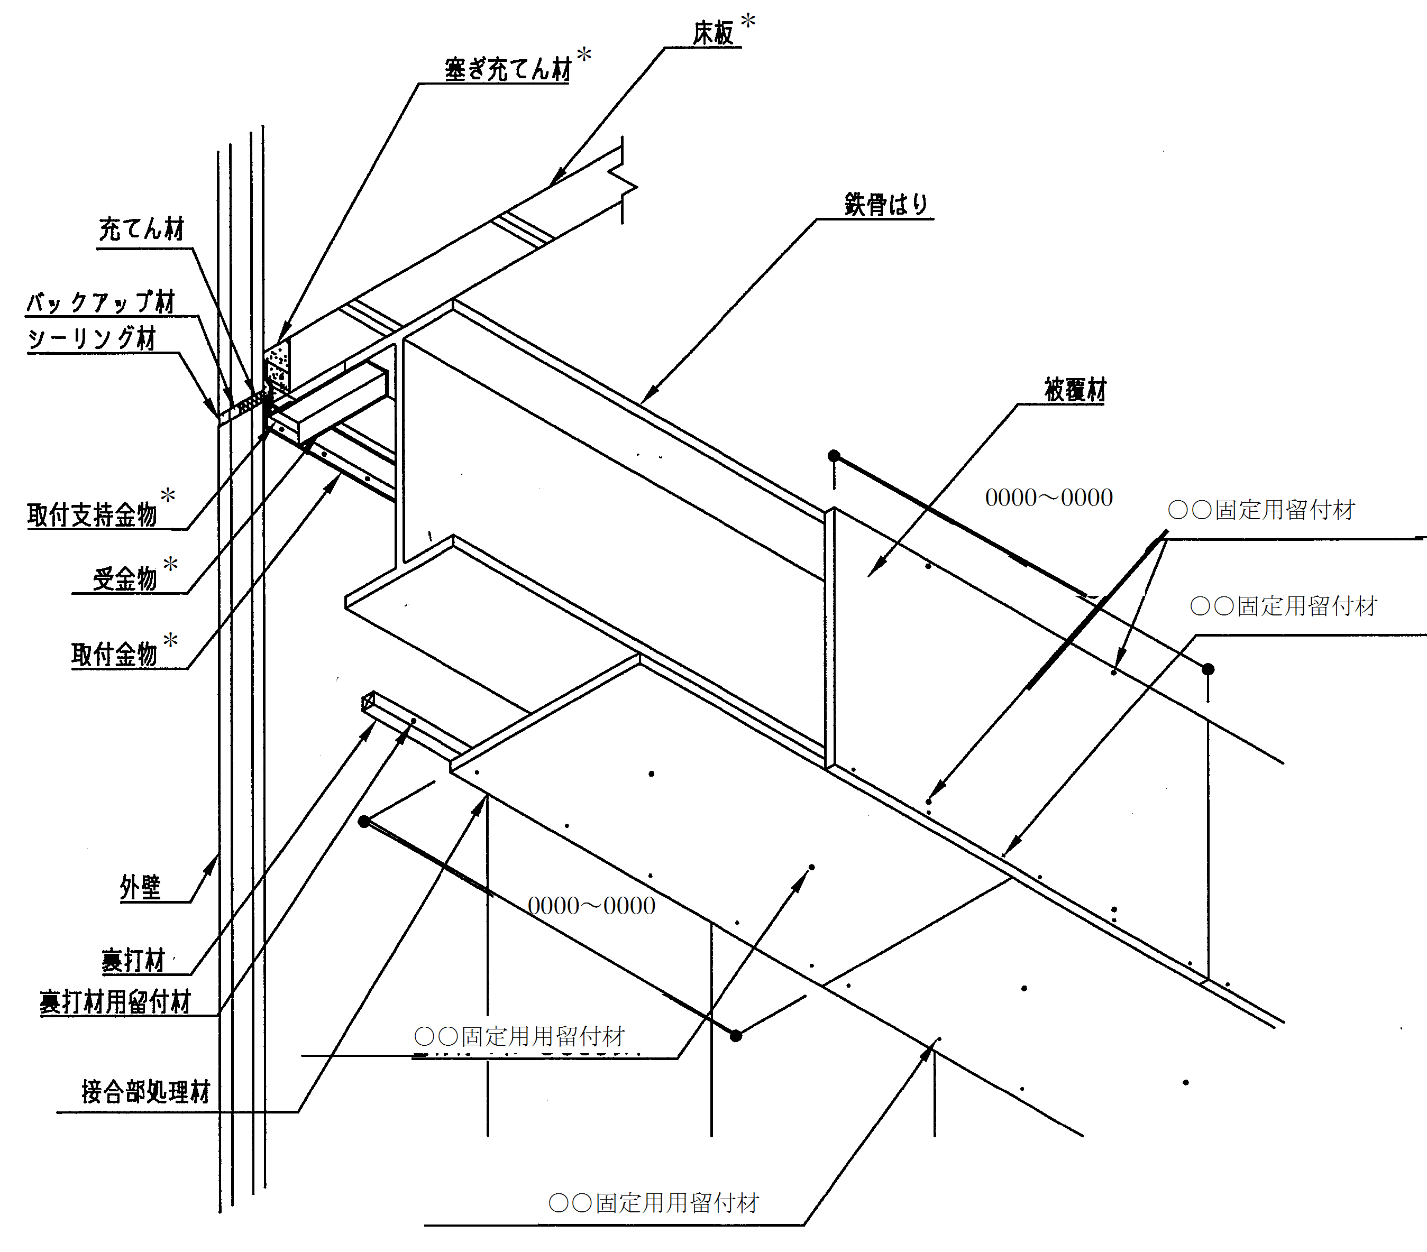 床板＊
塞ぎ充てん材＊
鉄骨はり
充てん材
バックアップ材
シーリング材
被覆材
0000～0000
○○固定用留付材
取付支持金物＊
受金物＊
○○固定用留付材
取付金物＊
外壁
0000～0000
裏打材
裏打材用留付材
○○固定用用留付材
接合部処理材
○○固定用用留付材